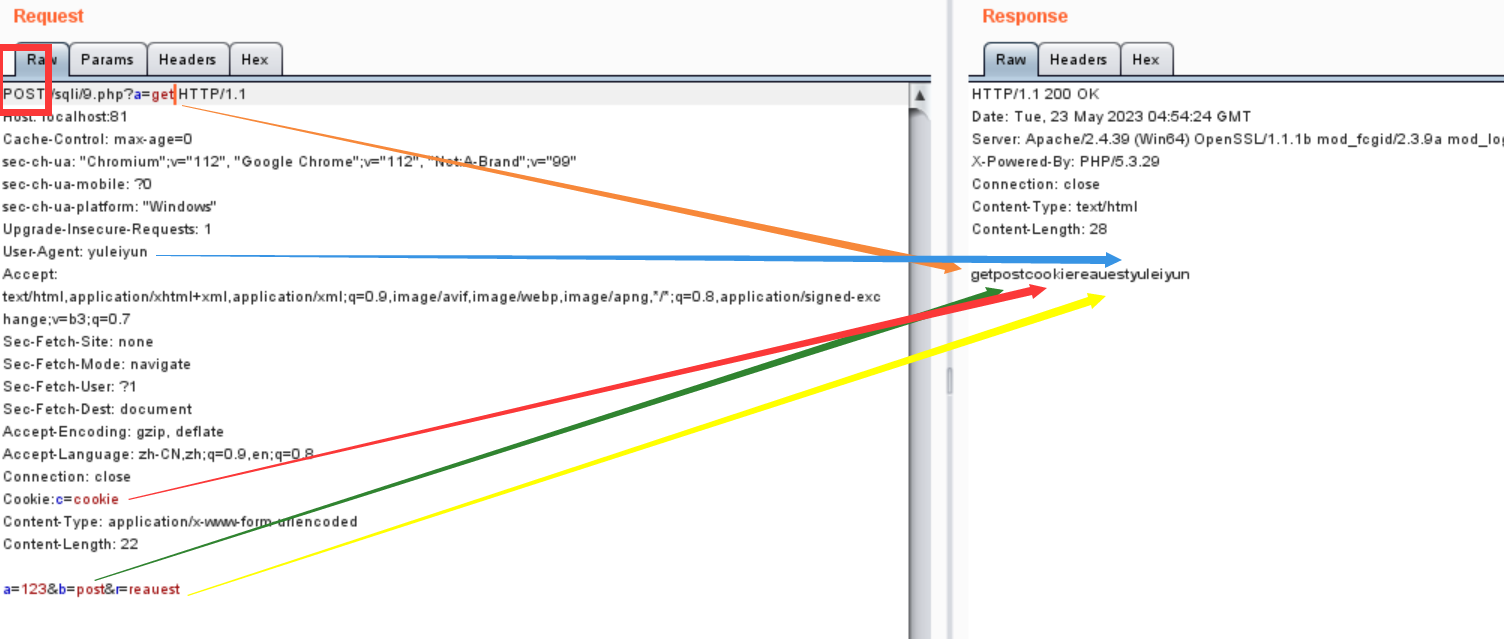 Request
Raw Params Headers Hex
POST /sqli/9.php?a=get HTTP/1.1
Host: localhost:81
Cache-Control: max-age=0
sec-ch-ua: "Chromium";v="112", "Google Chrome";v="112", "Not:A-Brand";v="99"
sec-ch-ua-mobile: ?0
sec-ch-ua-platform: "Windows"
Upgrade-Insecure-Requests: 1
User-Agent: yuleiyun
Accept:
text/html,application/xhtml+xml,application/xml;q=0.9,image/avif,image/webp,image/apng,*/*;q=0.8,application/signed-exc
hange;v=b3;q=0.7
Sec-Fetch-Site: none
Sec-Fetch-Mode: navigate
Sec-Fetch-User: ?1
Sec-Fetch-Dest: document
Accept-Encoding: gzip, deflate
Accept-Language: zh-CN,zh;q=0.9,en;q=0.8
Connection: close
Cookie:c=cookie
Content-Type: application/x-www-form-urlencoded
Content-Length: 22
a=123&b=post&r=reauest
Response
Raw Headers Hex
HTTP/1.1 200 OK
Date: Tue, 23 May 2023 04:54:24 GMT
Server: Apache/2.4.39 (Win64) OpenSSL/1.1.1b mod_fcgid/2.3.9a mod_log
X-Powered-By: PHP/5.3.29
Connection: close
Content-Type: text/html
Content-Length: 28
getpostcookiereauestyuleiyun